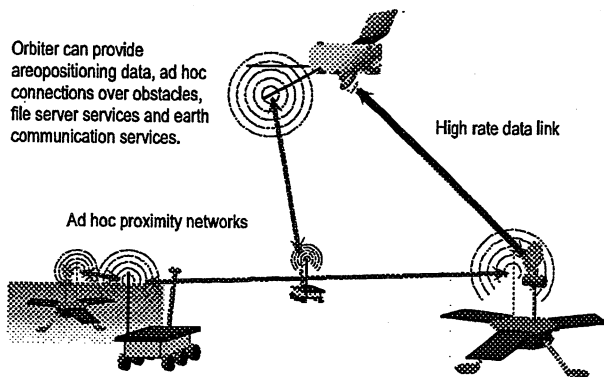 Orbiter can provide
areopositioning data, ad hoc
connections over obstacles,
file server services and earth
communication services.
High rate data link
Ad hoc proximity networks